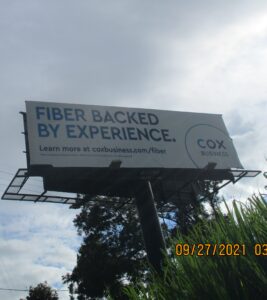 FIBER BACKED
BY EXPERIENCE.
Learn more at coxbusiness.com/fiber
COX
BUSINESS
09/27/2021 03